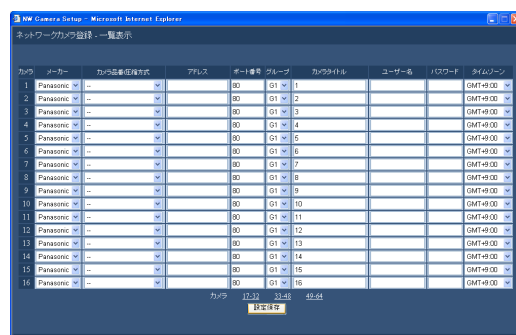 NW Camera Setup - Microsoft Internet Explorer
ネットワークカメラ登録 - 一覧表示
カメラ メーカー カメラ品番(圧縮方式) アドレス ポート番号 グループ カメラタイトル ユーザー名 パスワード タイムゾーン
1 Panasonic -- 80 G1 1 GMT+9:00
2 Panasonic -- 80 G1 2 GMT+9:00
3 Panasonic -- 80 G1 3 GMT+9:00
4 Panasonic -- 80 G1 4 GMT+9:00
5 Panasonic -- 80 G1 5 GMT+9:00
6 Panasonic -- 80 G1 6 GMT+9:00
7 Panasonic -- 80 G1 7 GMT+9:00
8 Panasonic -- 80 G1 8 GMT+9:00
9 Panasonic -- 80 G1 9 GMT+9:00
10 Panasonic -- 80 G1 10 GMT+9:00
11 Panasonic -- 80 G1 11 GMT+9:00
12 Panasonic -- 80 G1 12 GMT+9:00
13 Panasonic -- 80 G1 13 GMT+9:00
14 Panasonic -- 80 G1 14 GMT+9:00
15 Panasonic -- 80 G1 15 GMT+9:00
16 Panasonic -- 80 G1 16 GMT+9:00
カメラ 17-32 33-48 49-64
設定保存